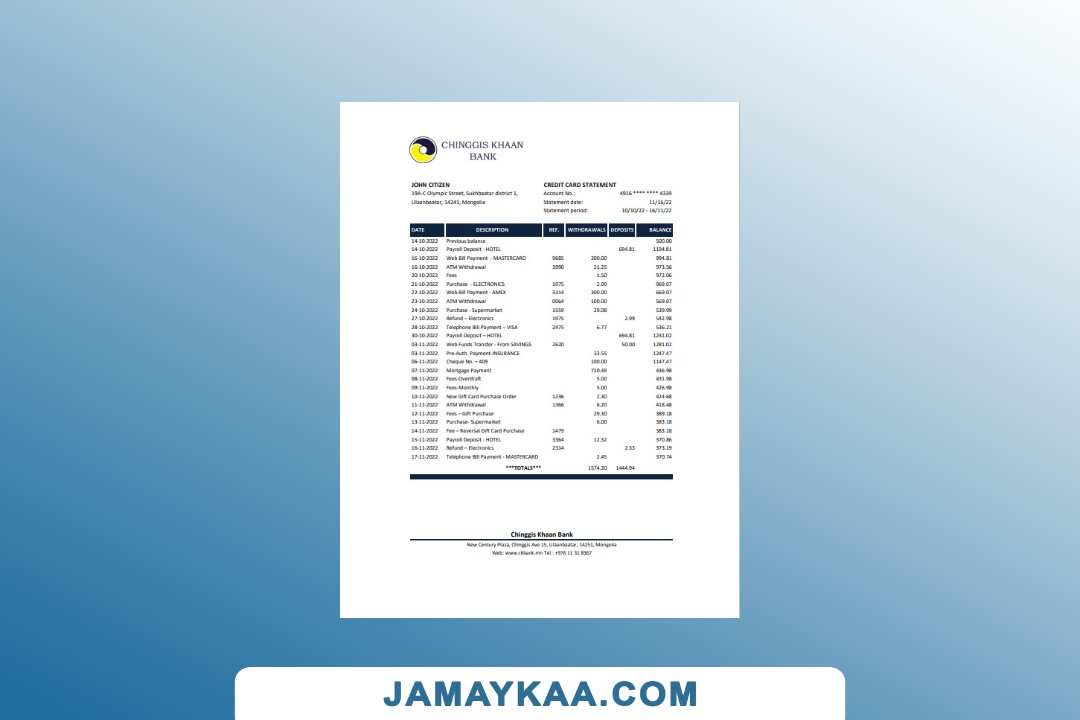 CHINGGIS KHAAN
BANK
JOHN CITIZEN
19A-C Olympic Street, Sukhbaatar district 1,
Ulaanbaatar, 14241, Mongolia
CREDIT CARD STATEMENT
Account No.: 4916 **** **** 4339
Statement date: 11/16/22
Statement period: 10/10/22 - 16/11/22
DATE DESCRIPTION REF. WITHDRAWALS DEPOSITS BALANCE
14-10-2022 Previous balance 500.00
14-10-2022 Payroll Deposit - HOTEL 694.81 1194.81
16-10-2022 Web Bill Payment - MASTERCARD 9685 200.00 994.81
16-10-2022 ATM Withdrawal 3990 21.25 973.56
20-10-2022 Fees 1.50 972.06
21-10-2022 Purchase - ELECTRONICS 1975 2.99 969.07
22-10-2022 Web Bill Payment - AMEX 3314 300.00 669.07
23-10-2022 ATM Withdrawal 0064 100.00 569.07
24-10-2022 Purchase - Supermarket 1559 29.08 539.99
27-10-2022 Refund – Electronics 1975 2.99 542.98
28-10-2022 Telephone Bill Payment – VISA 2475 6.77 536.21
30-10-2022 Payroll Deposit – HOTEL 694.81 1231.02
03-11-2022 Web Funds Transfer - From SAVINGS 2620 50.00 1281.02
03-11-2022 Pre-Auth. Payment-INSURANCE 33.55 1247.47
06-11-2022 Cheque No. – 409 100.00 1147.47
07-11-2022 Mortgage Payment 710.49 436.98
08-11-2022 Fees-Overdraft 5.00 431.98
09-11-2022 Fees-Monthly 5.00 426.98
10-11-2022 New Gift Card Purchase Order 1236 2.30 424.68
11-11-2022 ATM Withdrawal 1366 6.20 418.48
12-11-2022 Fees – Gift Purchase 29.30 389.18
13-11-2022 Purchase- Supermarket 6.00 383.18
14-11-2022 Fee – Reversal Gift Card Purchase 1479 383.18
15-11-2022 Payroll Deposit - HOTEL 3364 12.32 370.86
16-11-2022 Refund – Electronics 2314 2.33 373.19
17-11-2022 Telephone Bill Payment - MASTERCARD 2.45 370.74
***TOTALS*** 1574.20 1444.94
Chinggis Khaan Bank
New Century Plaza, Chinggis Ave 15, Ulaanbaatar, 14251, Mongolia
Web: www.ckbank.mn Tel.: +976 11 31 8367
JAMAYKAA.COM